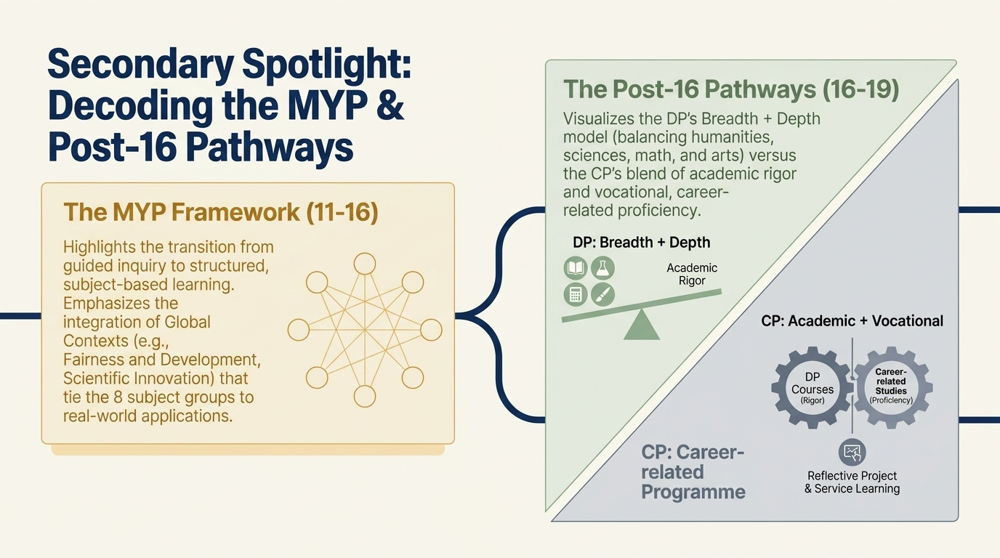 Secondary Spotlight:
Decoding the MYP &
Post-16 Pathways
The MYP Framework (11-16)
Highlights the transition from
guided inquiry to structured,
subject-based learning.
Emphasizes the
integration of Global
Contexts (e.g.,
Fairness and Development,
Scientific Innovation) that
tie the 8 subject groups to
real-world applications.
The Post-16 Pathways (16-19)
Visualizes the DP's Breadth + Depth
model (balancing humanities,
sciences, math, and arts) versus
the CP's blend of academic rigor
and vocational, career-
related proficiency.
DP: Breadth + Depth
Academic
Rigor
CP: Academic + Vocational
DP
Courses
(Rigor)
Career-
related
Studies
(Proficiency)
Reflective Project
& Service Learning
CP: Career-
related
Programme